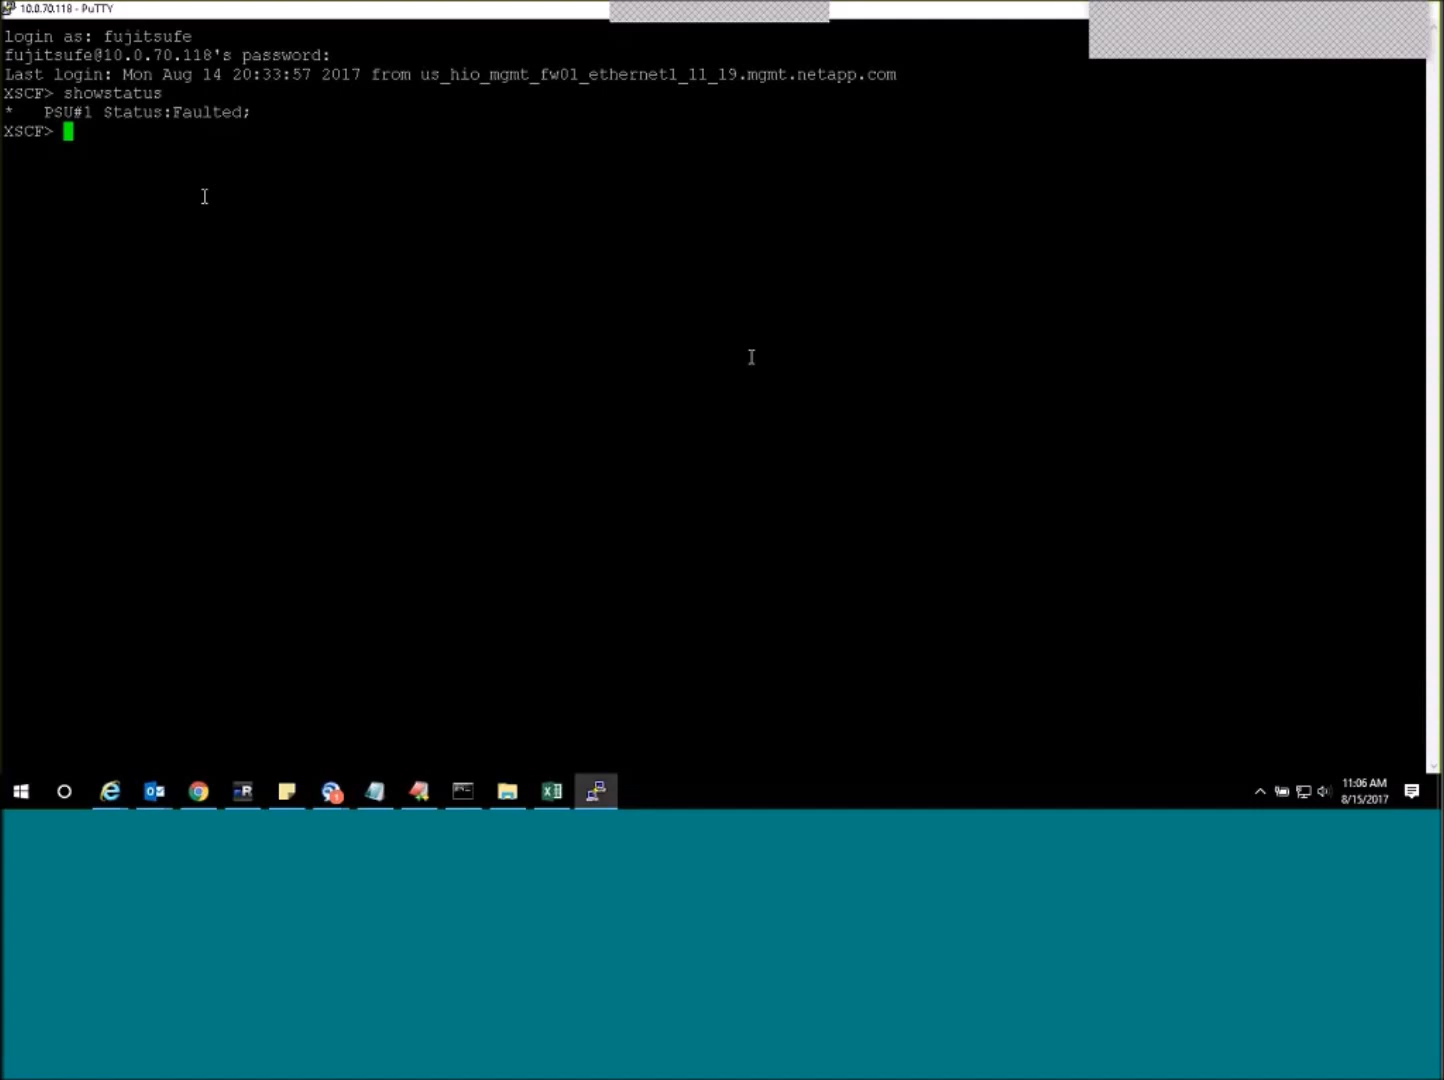 10.0.70.118 - PuTTY
login as: fujitsufe
fujitsufe@10.0.70.118's password:
Last login: Mon Aug 14 20:33:57 2017 from us_hio_mgmt_fw01_ethernet1_11_19.mgmt.netapp.com
XSCF> showstatus
*   PSU#1 Status:Faulted;
XSCF>
11:06 AM
8/15/2017